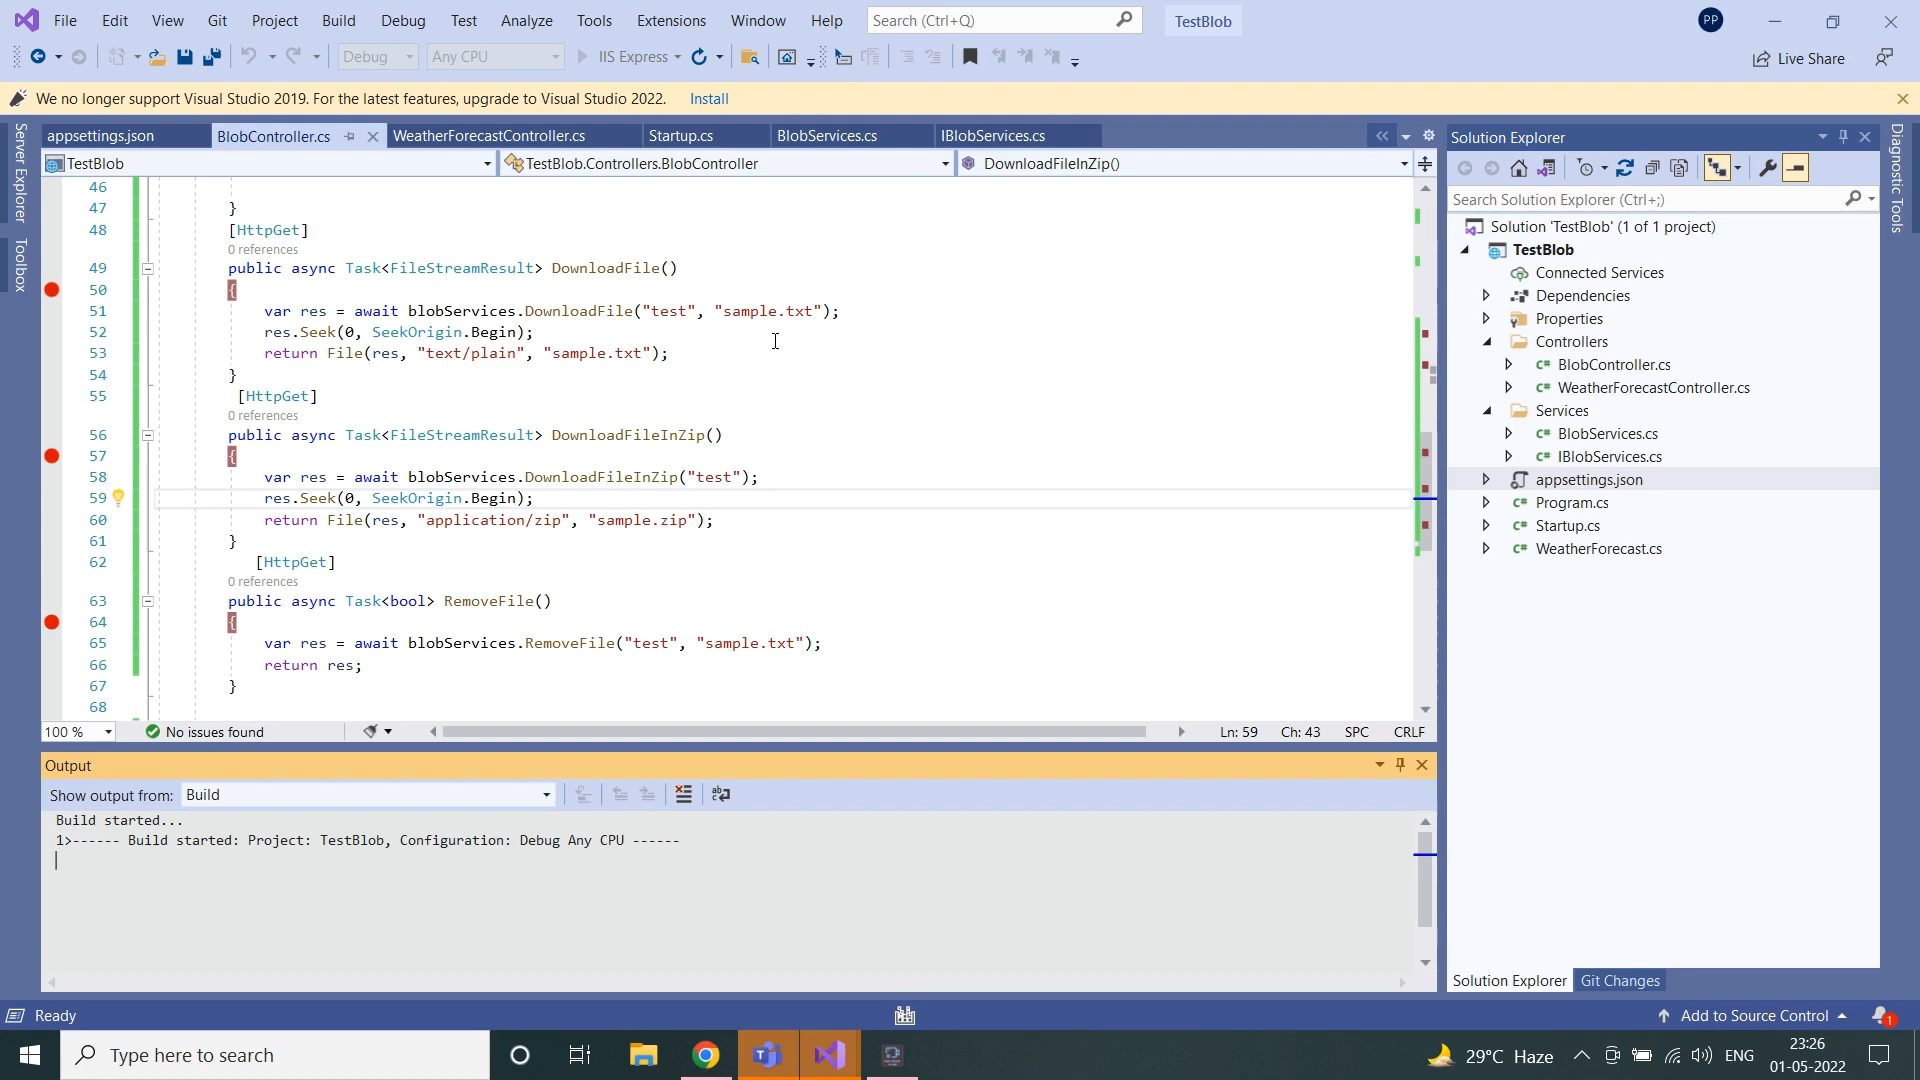 File Edit View Git Project Build Debug Test Analyze Tools Extensions Window Help Search (Ctrl+Q) TestBlob PP
Debug Any CPU IIS Express Live Share
We no longer support Visual Studio 2019. For the latest features, upgrade to Visual Studio 2022. Install
Server Explorer
Toolbox
appsettings.json BlobController.cs WeatherForecastController.cs Startup.cs BlobServices.cs IBlobServices.cs
TestBlob TestBlob.Controllers.BlobController DownloadFileInZip()
46
47 }
48 [HttpGet]
0 references
49 public async Task<FileStreamResult> DownloadFile()
50 {
51 var res = await blobServices.DownloadFile("test", "sample.txt");
52 res.Seek(0, SeekOrigin.Begin);
53 return File(res, "text/plain", "sample.txt");
54 }
55 [HttpGet]
0 references
56 public async Task<FileStreamResult> DownloadFileInZip()
57 {
58 var res = await blobServices.DownloadFileInZip("test");
59 res.Seek(0, SeekOrigin.Begin);
60 return File(res, "application/zip", "sample.zip");
61 }
62 [HttpGet]
0 references
63 public async Task<bool> RemoveFile()
64 {
65 var res = await blobServices.RemoveFile("test", "sample.txt");
66 return res;
67 }
68
100 % No issues found Ln: 59 Ch: 43 SPC CRLF
Output
Show output from: Build
Build started...
1>------ Build started: Project: TestBlob, Configuration: Debug Any CPU ------
Solution Explorer
Search Solution Explorer (Ctrl+;)
Solution 'TestBlob' (1 of 1 project)
TestBlob
Connected Services
Dependencies
Properties
Controllers
C# BlobController.cs
C# WeatherForecastController.cs
Services
C# BlobServices.cs
C# IBlobServices.cs
appsettings.json
C# Program.cs
C# Startup.cs
C# WeatherForecast.cs
Solution Explorer Git Changes
Diagnostic Tools
Ready Add to Source Control 1
Type here to search 29°C Haze ENG 23:26
01-05-2022